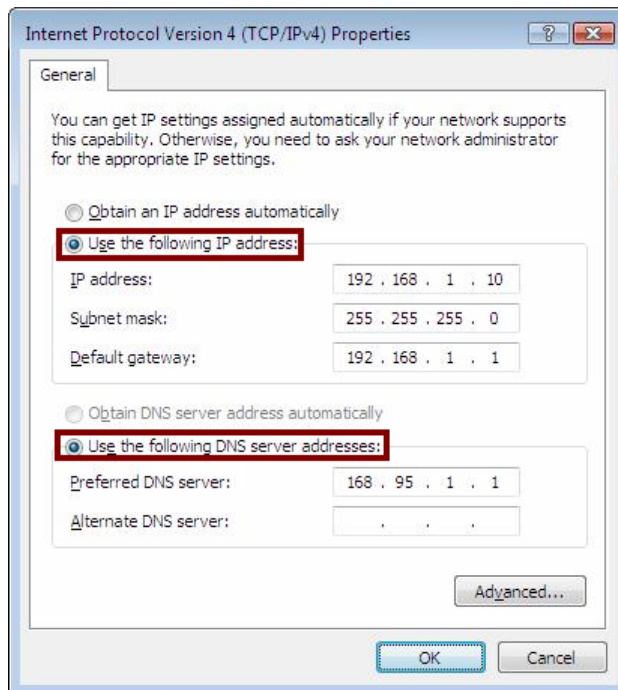 Internet Protocol Version 4 (TCP/IPv4) Properties
General
You can get IP settings assigned automatically if your network supports
this capability. Otherwise, you need to ask your network administrator
for the appropriate IP settings.
Obtain an IP address automatically
Use the following IP address:
IP address: 192 . 168 . 1 . 10
Subnet mask: 255 . 255 . 255 . 0
Default gateway: 192 . 168 . 1 . 1
Obtain DNS server address automatically
Use the following DNS server addresses:
Preferred DNS server: 168 . 95 . 1 . 1
Alternate DNS server: . . .
Advanced...
OK Cancel